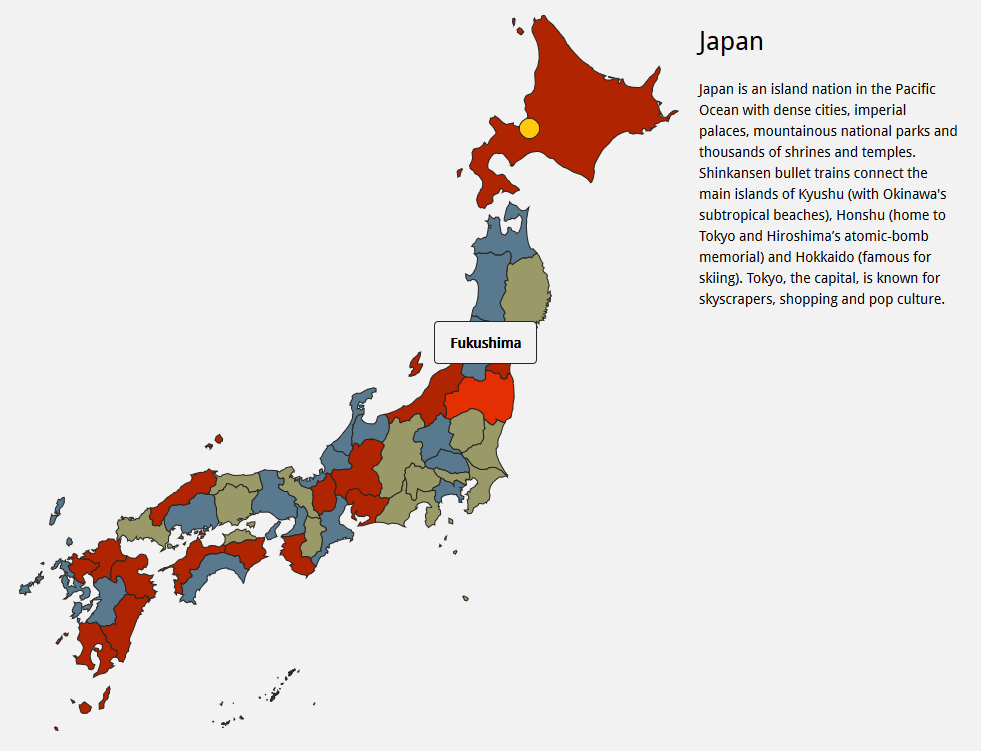 Japan
Japan is an island nation in the Pacific
Ocean with dense cities, imperial
palaces, mountainous national parks and
thousands of shrines and temples.
Shinkansen bullet trains connect the
main islands of Kyushu (with Okinawa's
subtropical beaches), Honshu (home to
Tokyo and Hiroshima’s atomic-bomb
memorial) and Hokkaido (famous for
skiing). Tokyo, the capital, is known for
skyscrapers, shopping and pop culture.
Fukushima